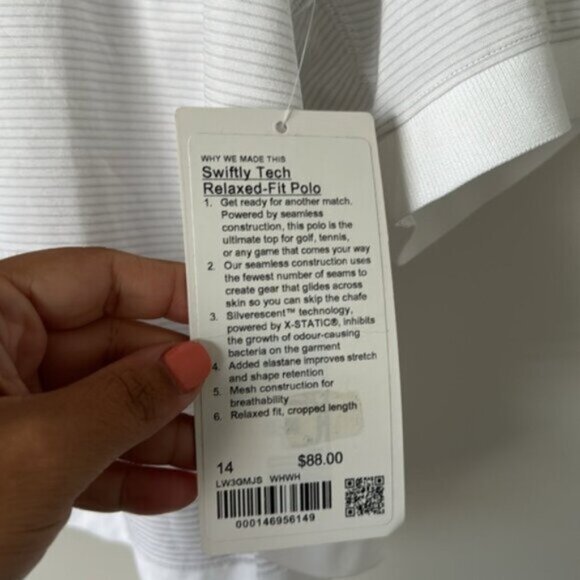 WHY WE MADE THIS
Swiftly Tech
Relaxed-Fit Polo
1. Get ready for another match.
Powered by seamless
construction, this polo is the
ultimate top for golf, tennis,
or any game that comes your way
2. Our seamless construction uses
the fewest number of seams to
create gear that glides across
skin so you can skip the chafe
3. Silverescent™ technology,
powered by X-STATIC®, inhibits
the growth of odour-causing
bacteria on the garment
4. Added elastane improves stretch
and shape retention
5. Mesh construction for
breathability
6. Relaxed fit, cropped length
14 $88.00
LW3GMJS WHWH
000146956149